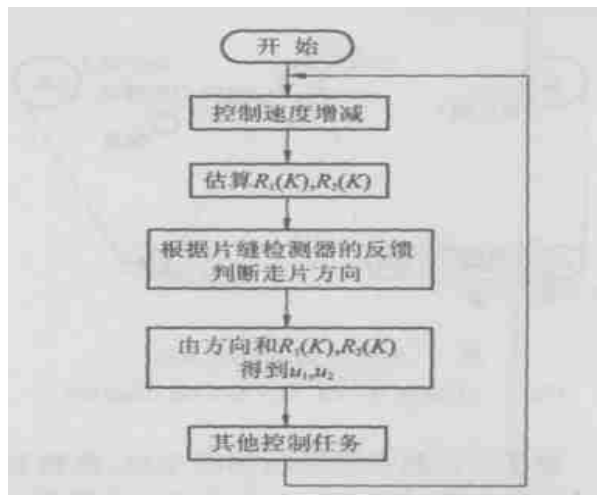 开 始
控制速度增减
估算R₁(K),R₂(K)
根据片缝检测器的反馈
判断走片方向
由方向和R₁(K),R₂(K)
得到u₁,u₂
其他控制任务